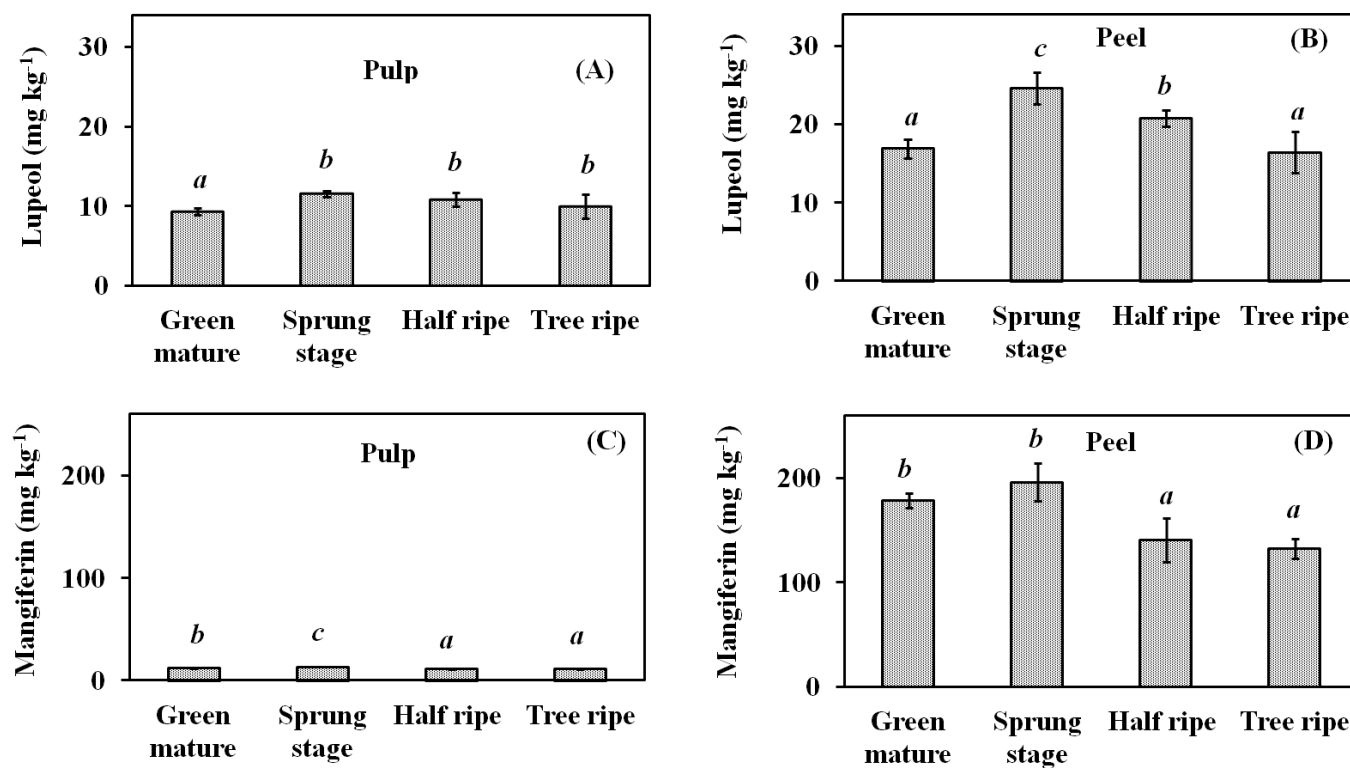 Lupeol (mg kg⁻¹)
30
20
10
0
Pulp
(A)
a
b
b
b
Green mature
Sprung stage
Half ripe
Tree ripe
Lupeol (mg kg⁻¹)
30
20
10
0
Peel
(B)
a
c
b
a
Green mature
Sprung stage
Half ripe
Tree ripe
Mangiferin (mg kg⁻¹)
200
100
0
Pulp
(C)
b
c
a
a
Green mature
Sprung stage
Half ripe
Tree ripe
Mangiferin (mg kg⁻¹)
200
100
0
Peel
(D)
b
b
a
a
Green mature
Sprung stage
Half ripe
Tree ripe